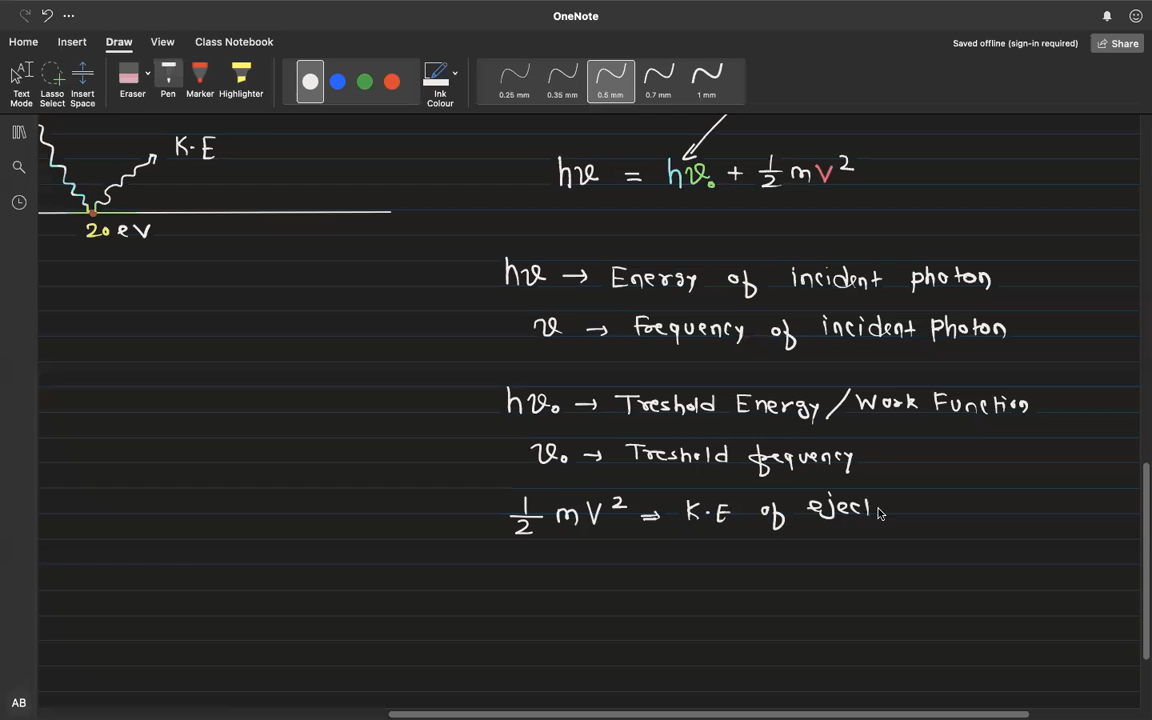 OneNote
Home Insert Draw View Class Notebook
Saved offline (sign-in required) Share
Text Mode Lasso Select Insert Space Eraser Pen Marker Highlighter Ink Colour 0.25 mm 0.35 mm 0.5 mm 0.7 mm 1 mm
K·E
hν = hν₀ + 1/2 mv²
20 eV
hν → Energy of incident photon
ν → Frequency of incident photon
hν₀ → Treshold Energy/Work Function
ν₀ → Treshold frequency
1/2 mV² ⇒ K·E of eject
AB